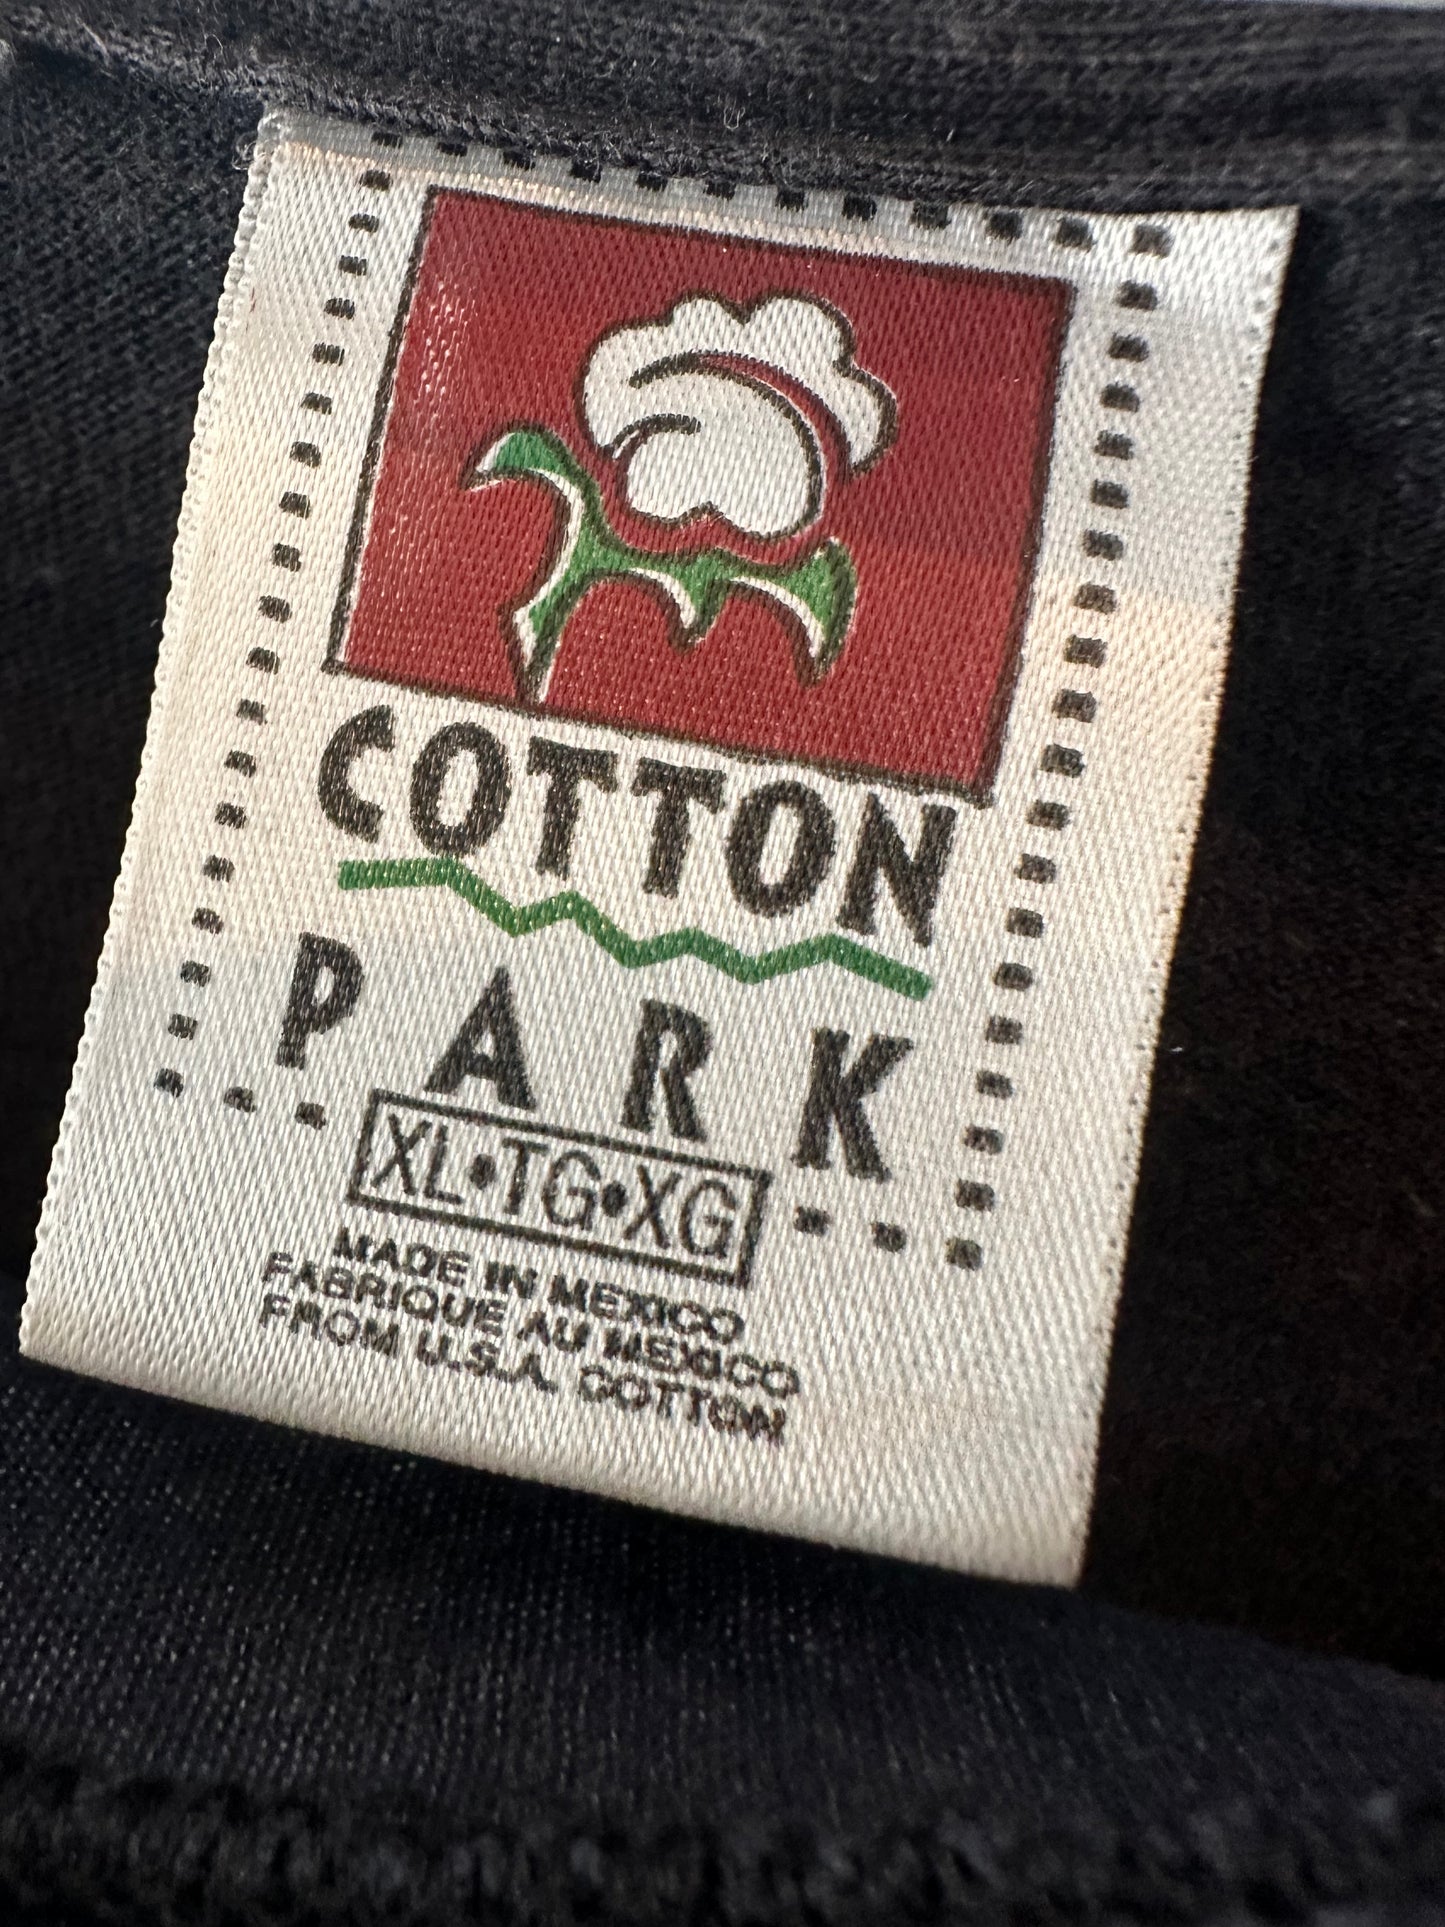 COTTON
PARK
XL•TG•XG
MADE IN MEXICO
FABRIQUE AU MEXICO
FROM U.S.A. COTTON